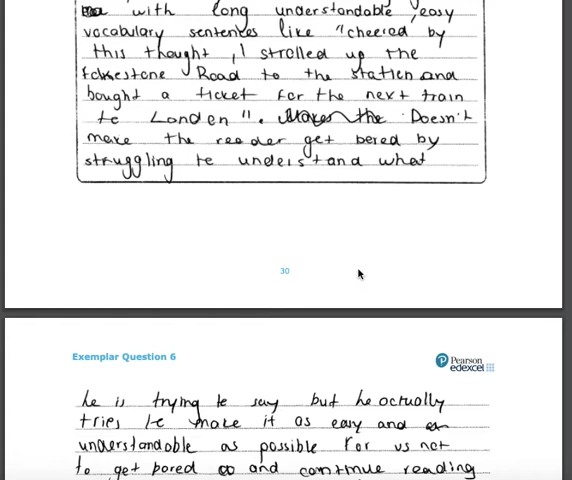 with long understandable, easy
vocabulary sentences like "cheered by
this thought, I strolled up the
Folkestone Road to the station and
bought a ticket for the next train
to London". Doesn't
make the reader get bored by
struggling to understand what
30
Exemplar Question 6
Pearson
edexcel
he is trying to say but he actually
tries to make it as easy and
understandable as possible for us not
to get bored and continue reading